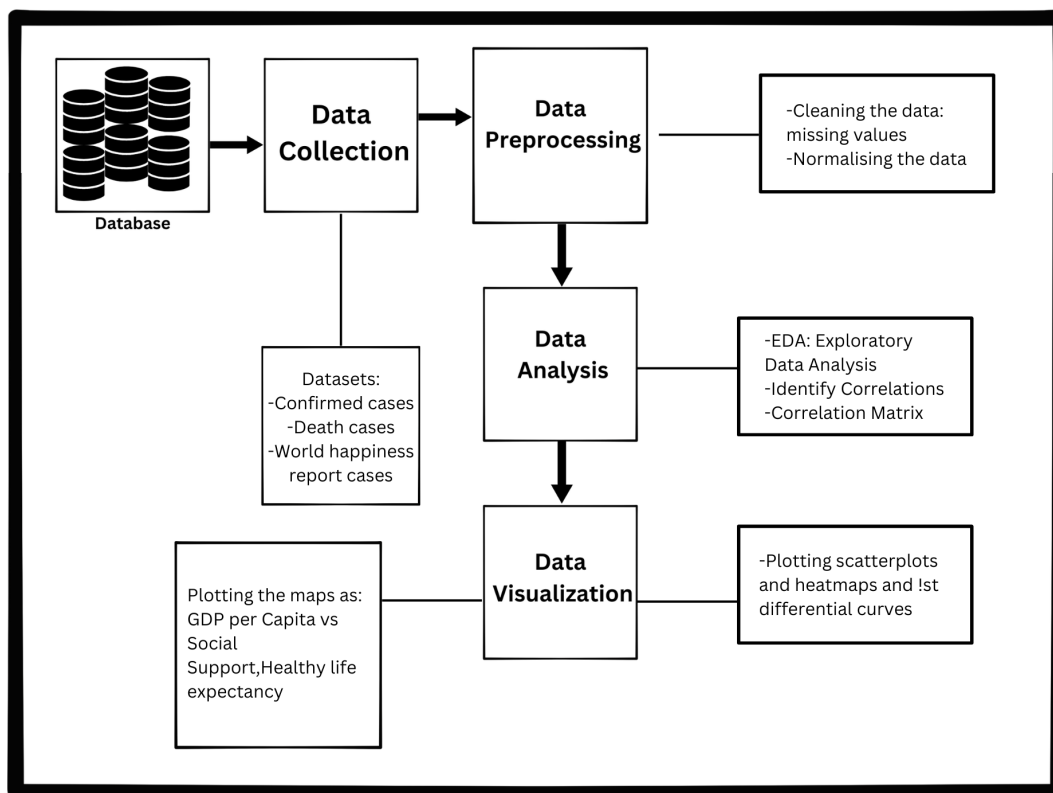 Database
Data
Collection
Data
Preprocessing
-Cleaning the data:
missing values
-Normalising the data
Datasets:
-Confirmed cases
-Death cases
-World happiness
report cases
Data
Analysis
-EDA: Exploratory
Data Analysis
-Identify Correlations
-Correlation Matrix
Data
Visualization
-Plotting scatterplots
and heatmaps and !st
differential curves
Plotting the maps as:
GDP per Capita vs
Social
Support,Healthy life
expectancy